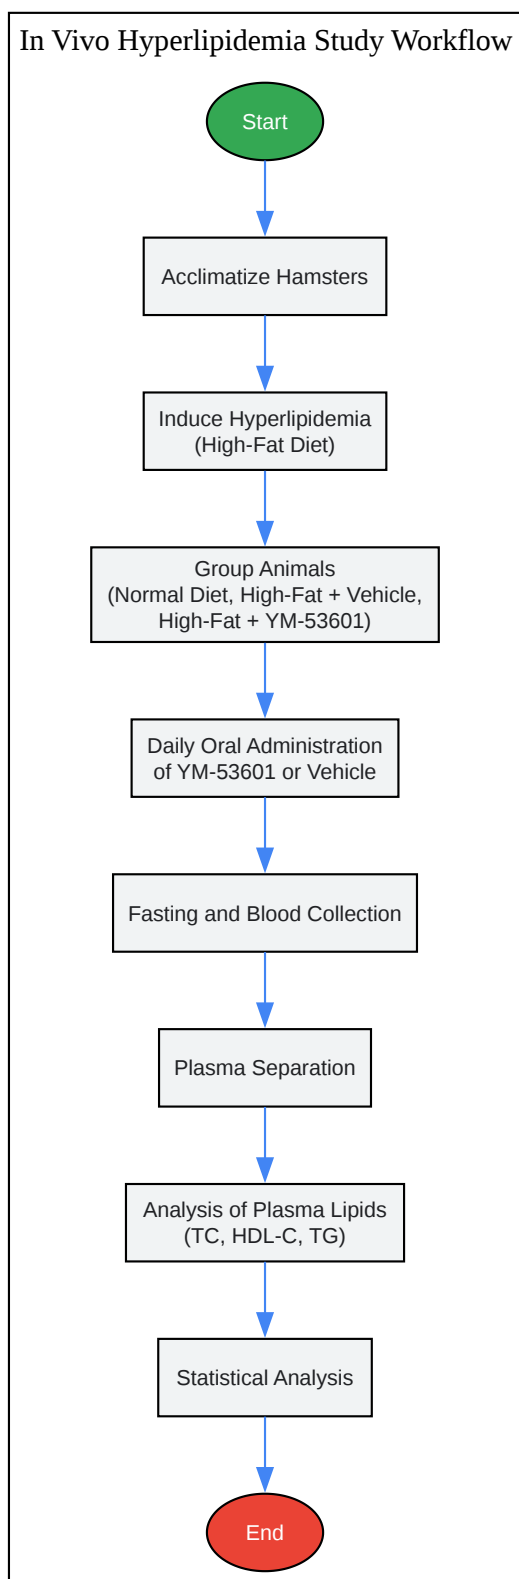 In Vivo Hyperlipidemia Study Workflow
Start
Acclimatize Hamsters
Induce Hyperlipidemia
(High-Fat Diet)
Group Animals
(Normal Diet, High-Fat + Vehicle,
High-Fat + YM-53601)
Daily Oral Administration
of YM-53601 or Vehicle
Fasting and Blood Collection
Plasma Separation
Analysis of Plasma Lipids
(TC, HDL-C, TG)
Statistical Analysis
End